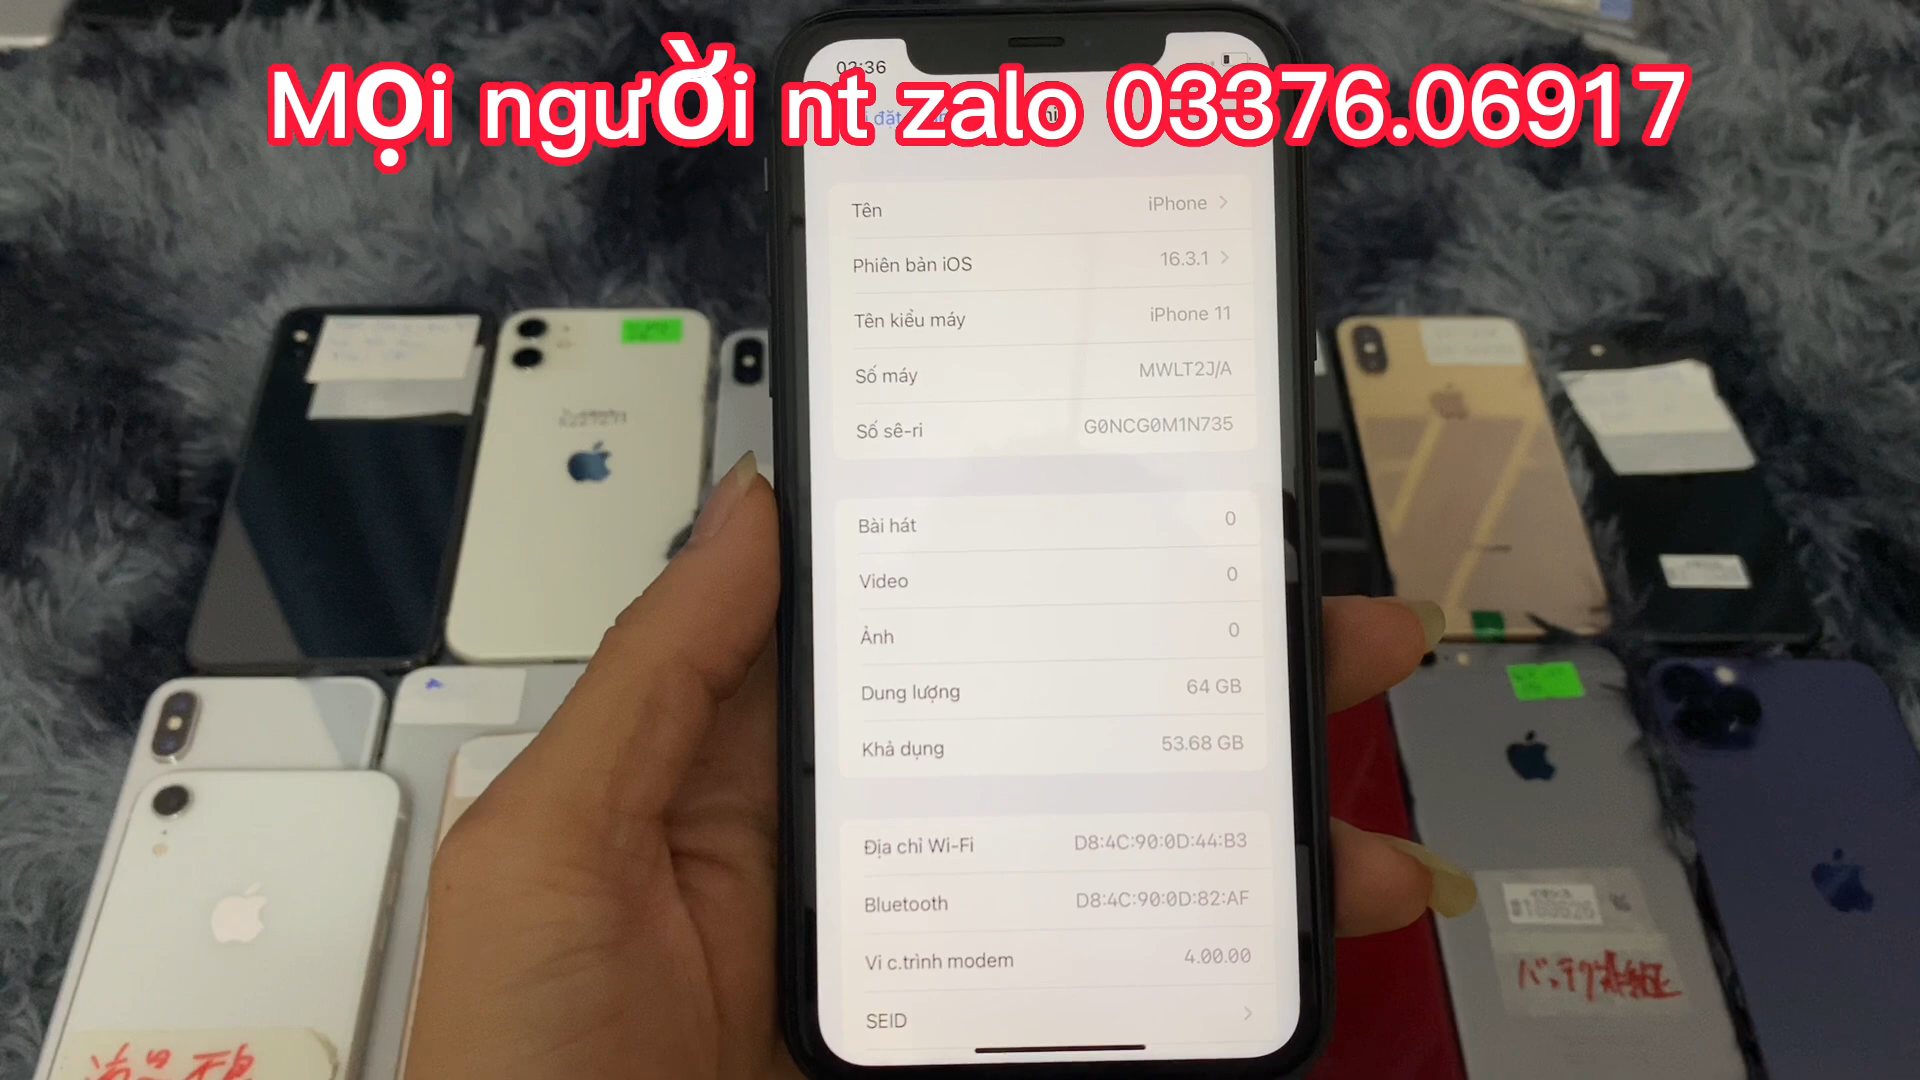 Mọi người nt zalo 03376.06917
Tên iPhone
Phiên bản iOS 16.3.1
Tên kiểu máy iPhone 11
Số máy MWLT2J/A
Số sê-ri G0NCG0M1N735
Bài hát 0
Video 0
Ảnh 0
Dung lượng 64 GB
Khả dụng 53.68 GB
Địa chỉ Wi-Fi D8:4C:90:0D:44:B3
Bluetooth D8:4C:90:0D:82:AF
Vi c.trình modem 4.00.00
SEID